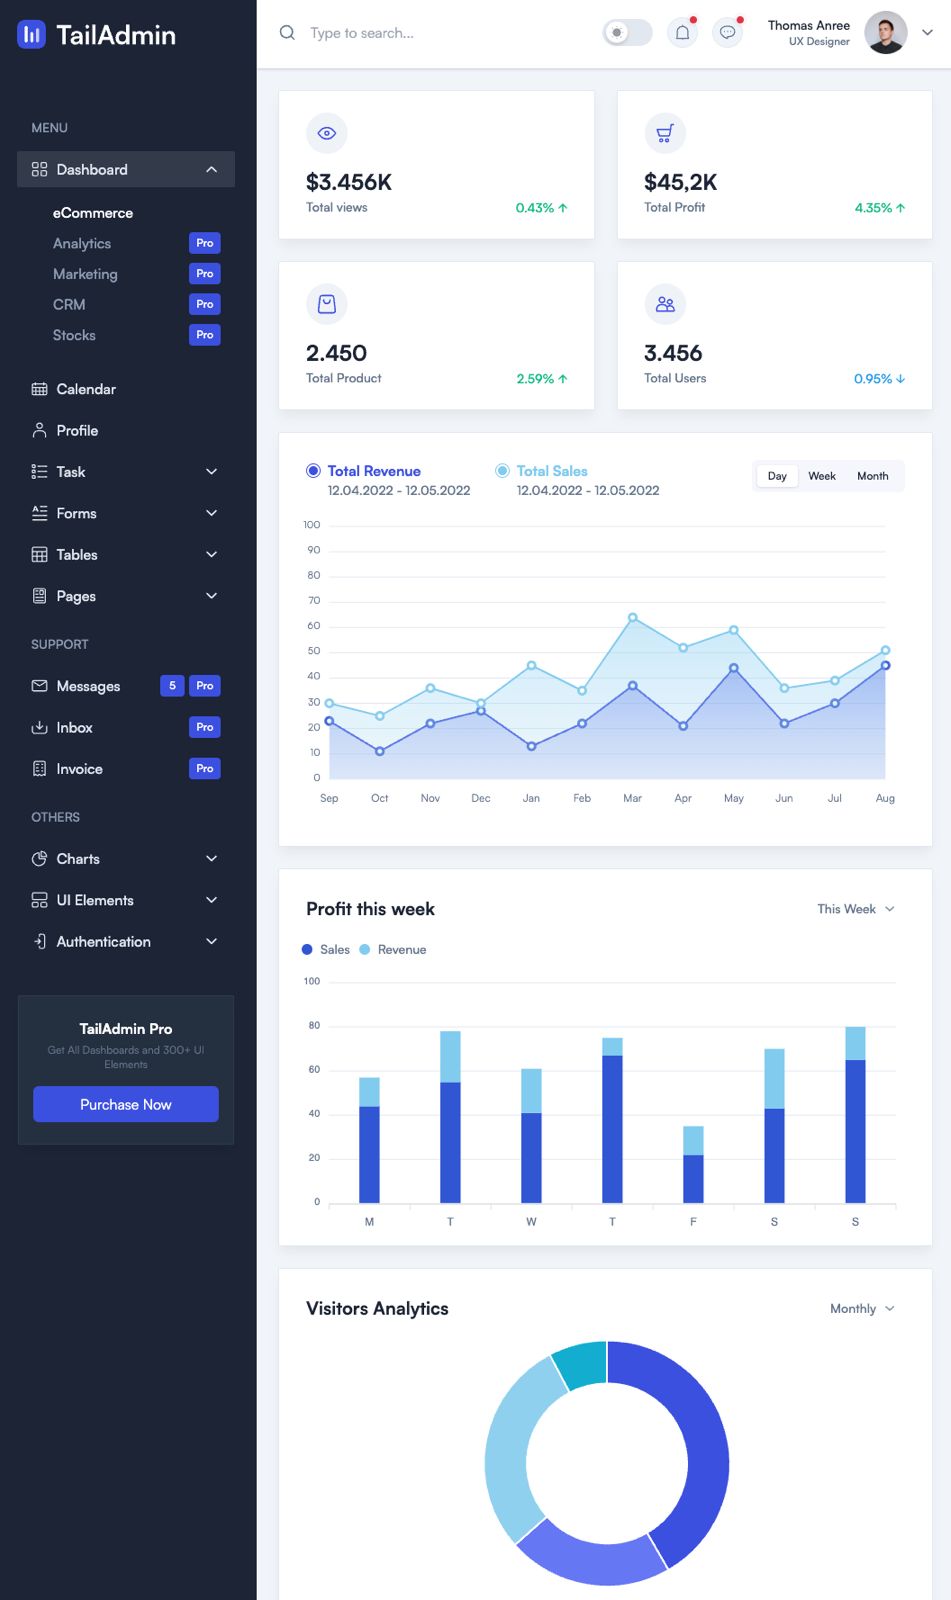 TailAdmin
Type to search...
Thomas Anree
UX Designer
MENU
Dashboard
eCommerce
Analytics Pro
Marketing Pro
CRM Pro
Stocks Pro
Calendar
Profile
Task
Forms
Tables
Pages
SUPPORT
Messages 5 Pro
Inbox Pro
Invoice Pro
OTHERS
Charts
UI Elements
Authentication
TailAdmin Pro
Get All Dashboards and 300+ UI
Elements
Purchase Now
$3.456K
Total views 0.43%
$45,2K
Total Profit 4.35%
2.450
Total Product 2.59%
3.456
Total Users 0.95%
Total Revenue
12.04.2022 - 12.05.2022
Total Sales
12.04.2022 - 12.05.2022
Day Week Month
100
90
80
70
60
50
40
30
20
10
0
Sep Oct Nov Dec Jan Feb Mar Apr May Jun Jul Aug
Profit this week This Week
Sales Revenue
100
80
60
40
20
0
M T W T F S S
Visitors Analytics Monthly